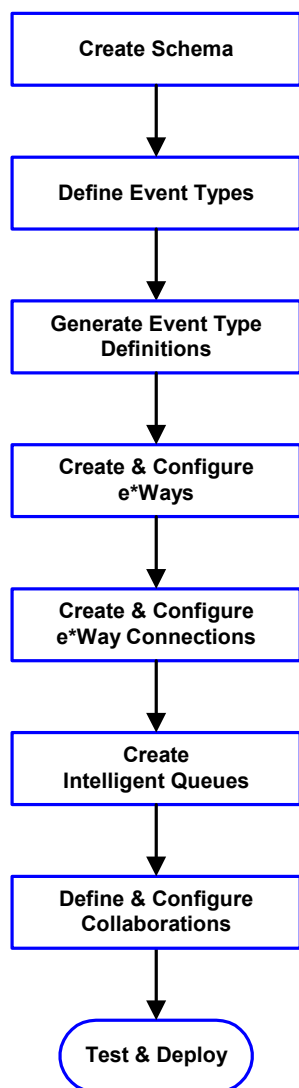 Create Schema
Define Event Types
Generate Event Type
Definitions
Create & Configure
e*Ways
Create & Configure
e*Way Connections
Create
Intelligent Queues
Define & Configure
Collaborations
Test & Deploy